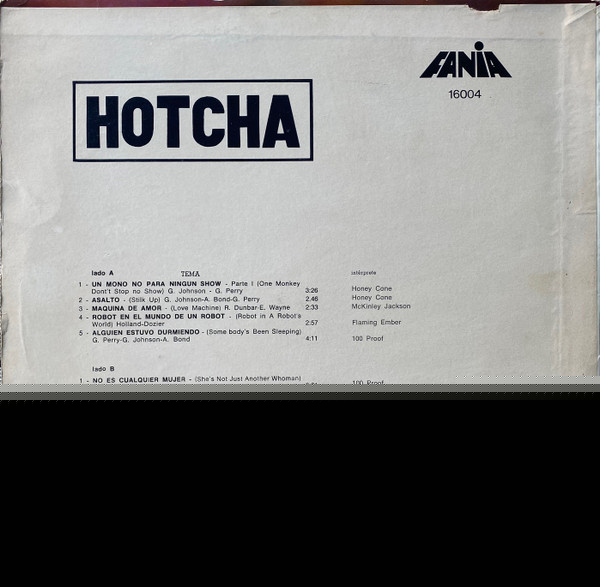 FANIA
16004
HOTCHA
lado A TEMA intérprete
1 - UN MONO NO PARA NINGUN SHOW - Parte I (One Monkey
Dont't Stop no Show) G. Johnson - G. Perry 3:26 Honey Cone
2 - ASALTO - (Stilk Up) G. Johnson-A. Bond-G. Perry 2.46 Honey Cone
3 - MAQUINA DE AMOR - (Love Machine) R. Dunbar-E. Wayne 2:33 McKinley Jackson
4 - ROBOT EN EL MUNDO DE UN ROBOT - (Robot in A Robot's
World) Holland-Dozier 2:57 Flaming Ember
5 - ALGUIEN ESTUVO DURMIENDO - (Some body's Been Sleeping)
G. Perry-G. Johnson-A. Bond 4:11 100 Proof
lado B
1 - NO ES CUALQUIER MUJER - (She's Not Just Another Whoman)
100 Proof